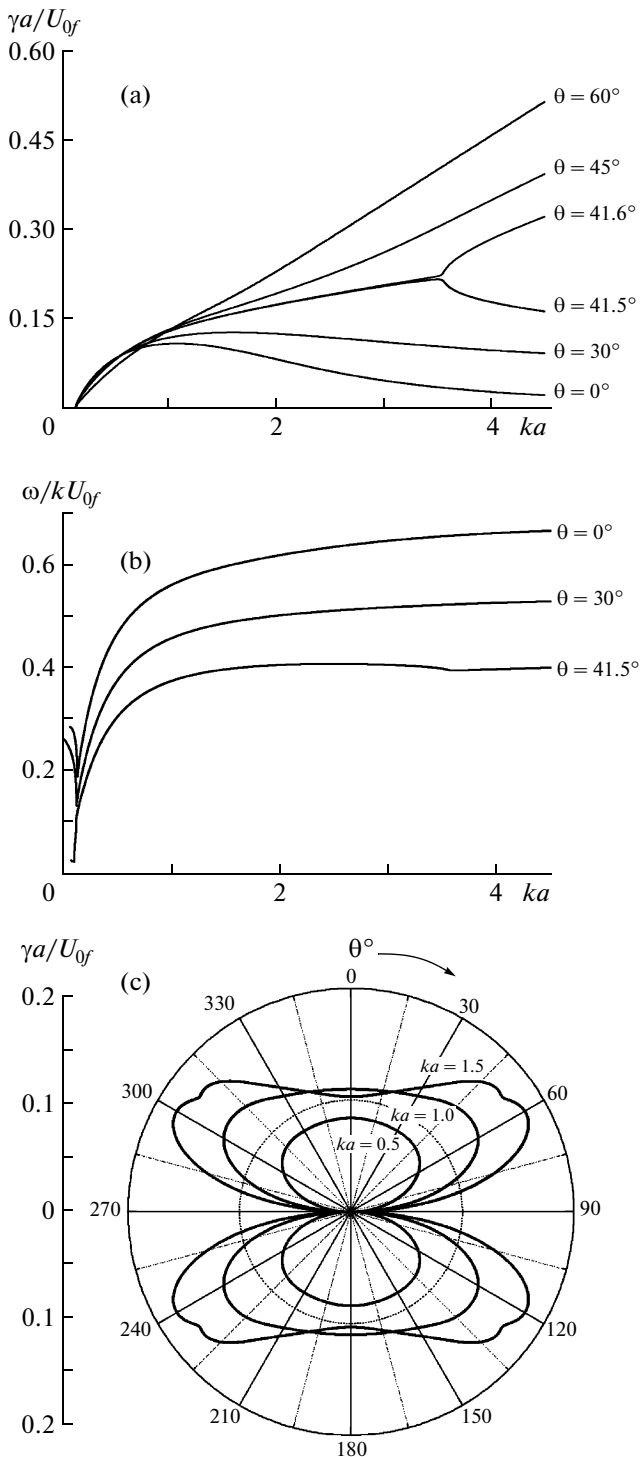 γa/U0f
0.60
(a)
θ = 60°
0.45
θ = 45°
0.30
θ = 41.6°
0.15
θ = 41.5°
θ = 30°
θ = 0°
0 2 4 ka
ω/kU0f
0.6
(b)
θ = 0°
θ = 30°
0.4
θ = 41.5°
0.2
0 2 4 ka
γa/U0f
(c)
θ°
0.2
0
330
30
ka = 1.5
300
60
0.1
ka = 1.0
ka = 0.5
270
0
90
240
120
0.1
210
150
0.2
180